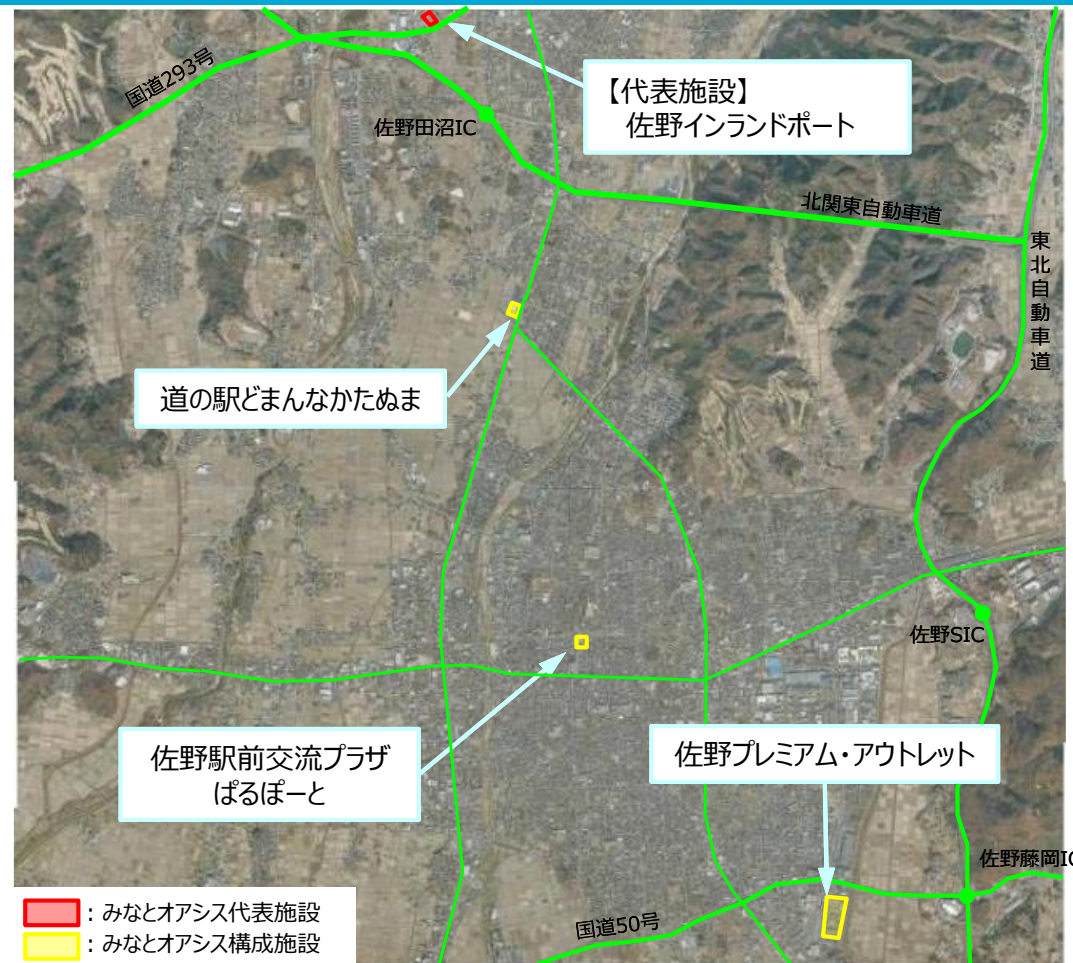 国道293号
【代表施設】
佐野インランドポート
佐野田沼IC
北関東自動車道
東北自動車道
道の駅どまんなかたぬま
佐野SIC
佐野駅前交流プラザ
ぱるぽーと
佐野プレミアム・アウトレット
佐野藤岡IC
国道50号
：みなとオアシス代表施設
：みなとオアシス構成施設